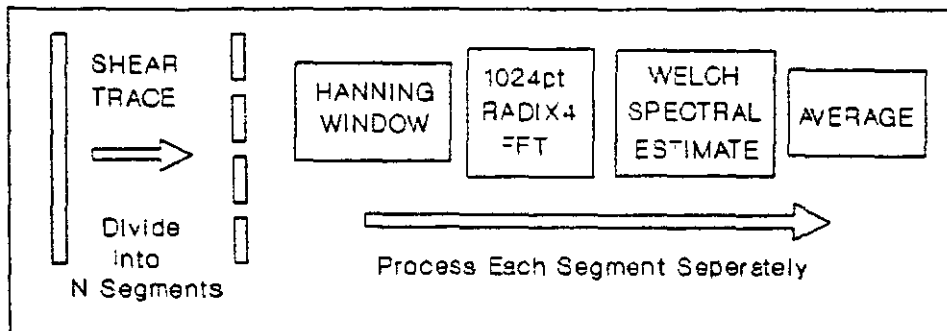 SHEAR
TRACE
Divide
into
N Segments
HANNING
WINDOW
1024pt
RADIX4
FFT
WELCH
SPECTRAL
ESTIMATE
AVERAGE
Process Each Segment Seperately